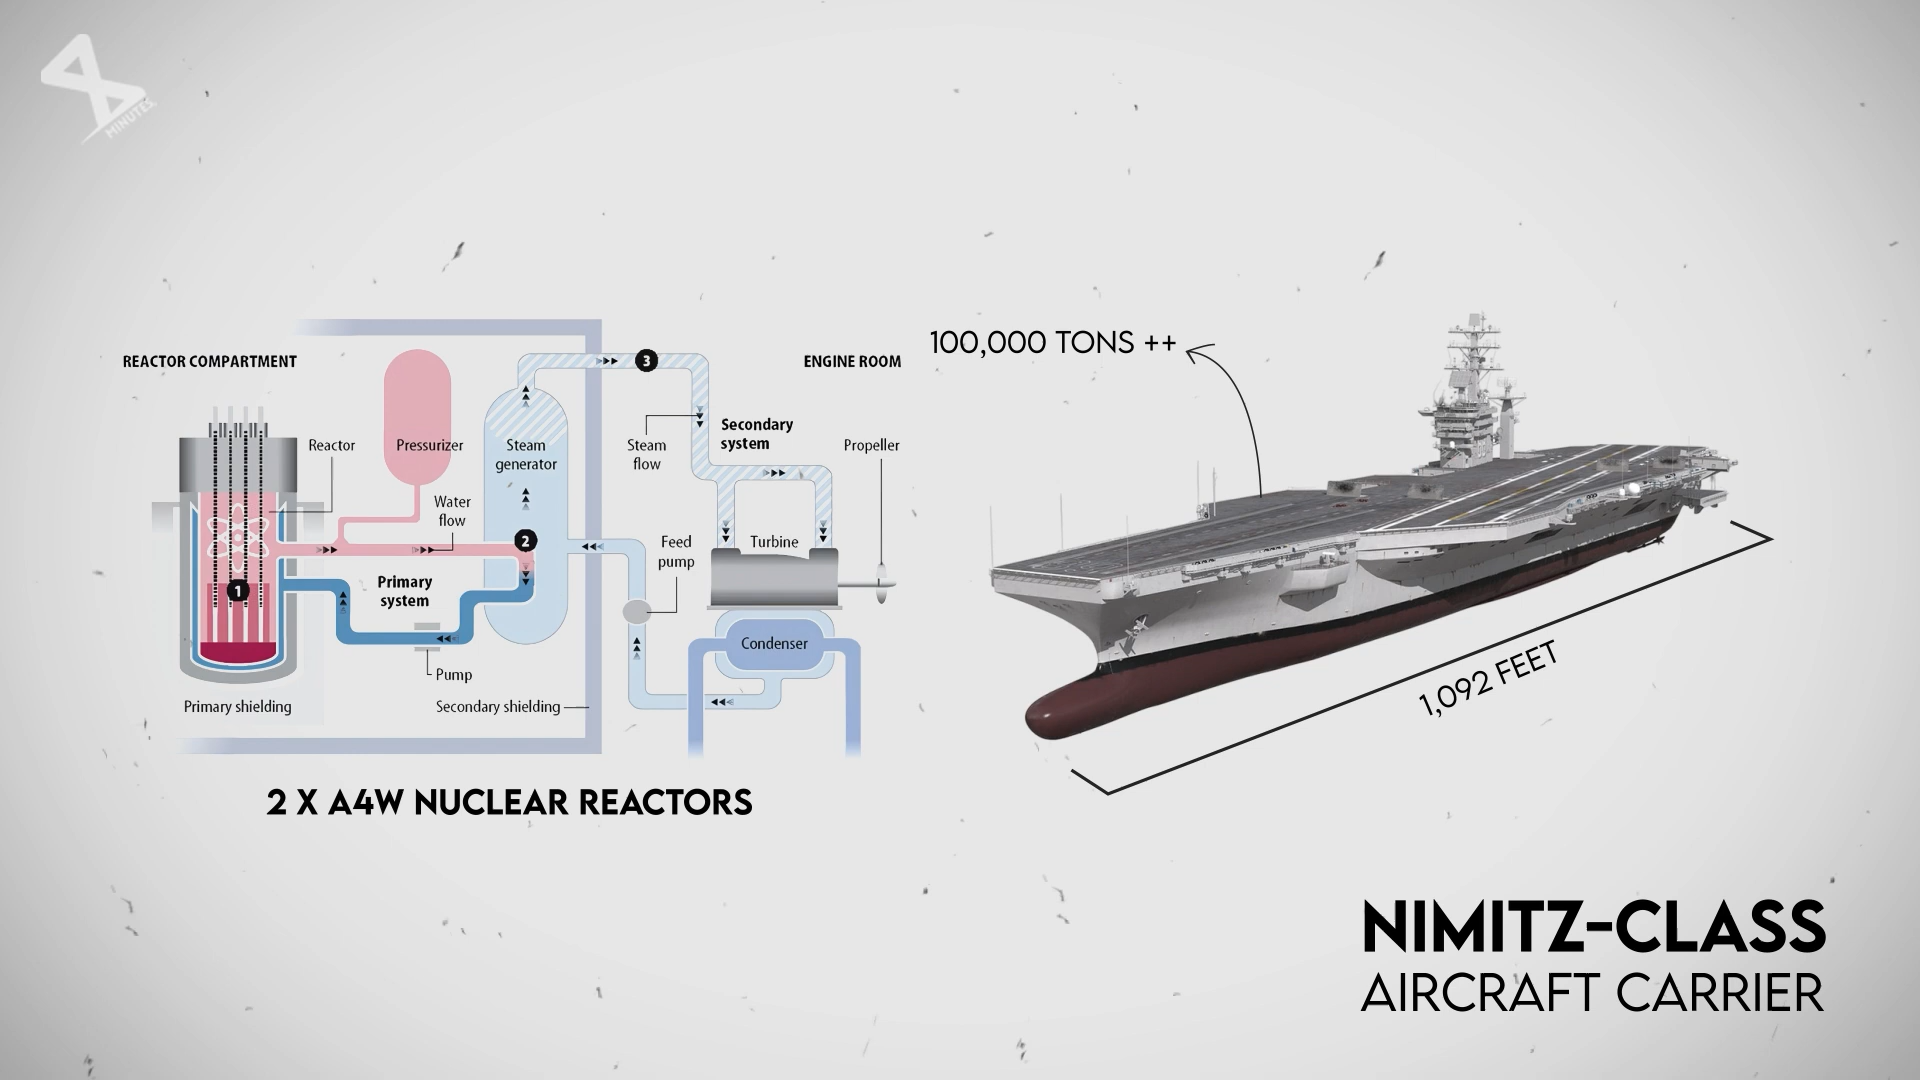 4
MINUTES
REACTOR COMPARTMENT
ENGINE ROOM
Reactor
Pressurizer
Steam
generator
Steam
flow
Secondary
system
Propeller
Water
flow
Feed
pump
Turbine
Primary
system
Condenser
Pump
Primary shielding
Secondary shielding
1
2
3
2 X A4W NUCLEAR REACTORS
100,000 TONS ++
1,092 FEET
NIMITZ-CLASS
AIRCRAFT CARRIER